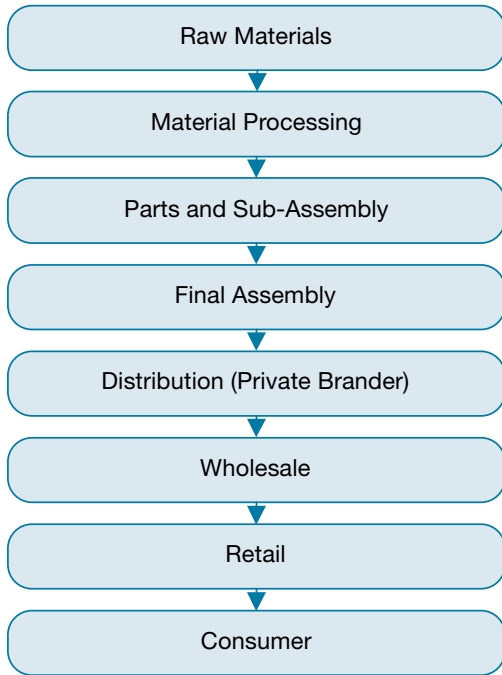 Raw Materials
Material Processing
Parts and Sub-Assembly
Final Assembly
Distribution (Private Brander)
Wholesale
Retail
Consumer